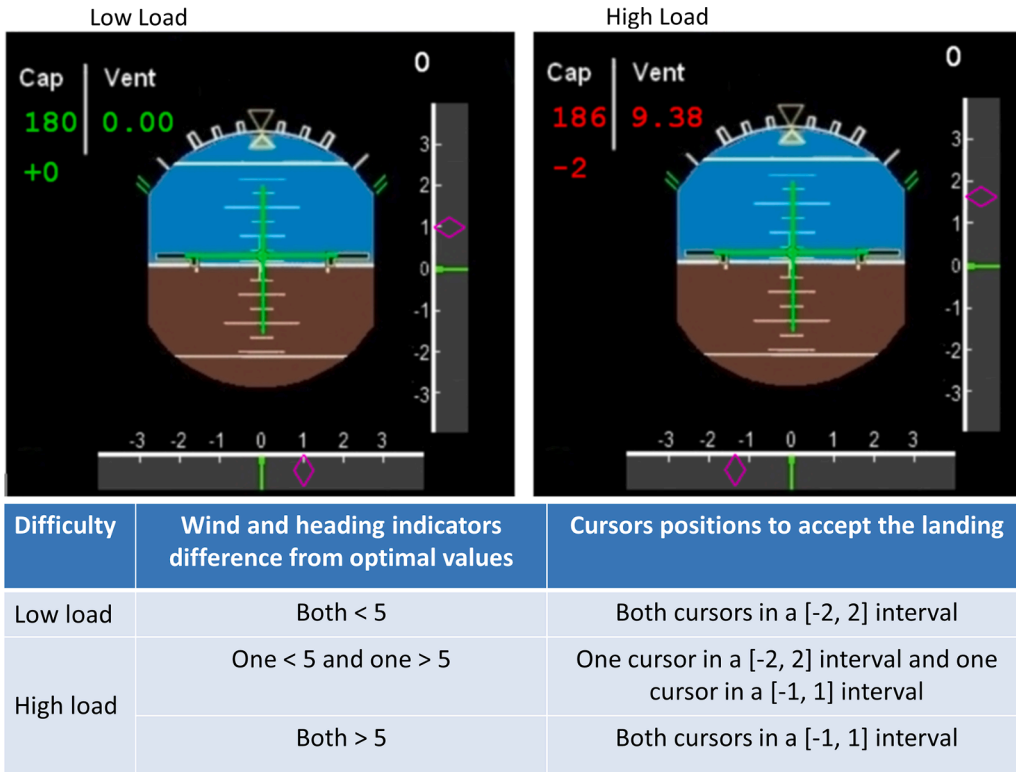 Low Load
High Load
0
Cap Vent
180 0.00
+0
3
2
1
0
-1
-2
-3
-3 -2 -1 0 1 2 3
0
Cap Vent
186 9.38
-2
3
2
1
0
-1
-2
-3
-3 -2 -1 0 1 2 3
Difficulty
Wind and heading indicators
difference from optimal values
Cursors positions to accept the landing
Low load
Both < 5
Both cursors in a [-2, 2] interval
High load
One < 5 and one > 5
One cursor in a [-2, 2] interval and one
cursor in a [-1, 1] interval
Both > 5
Both cursors in a [-1, 1] interval